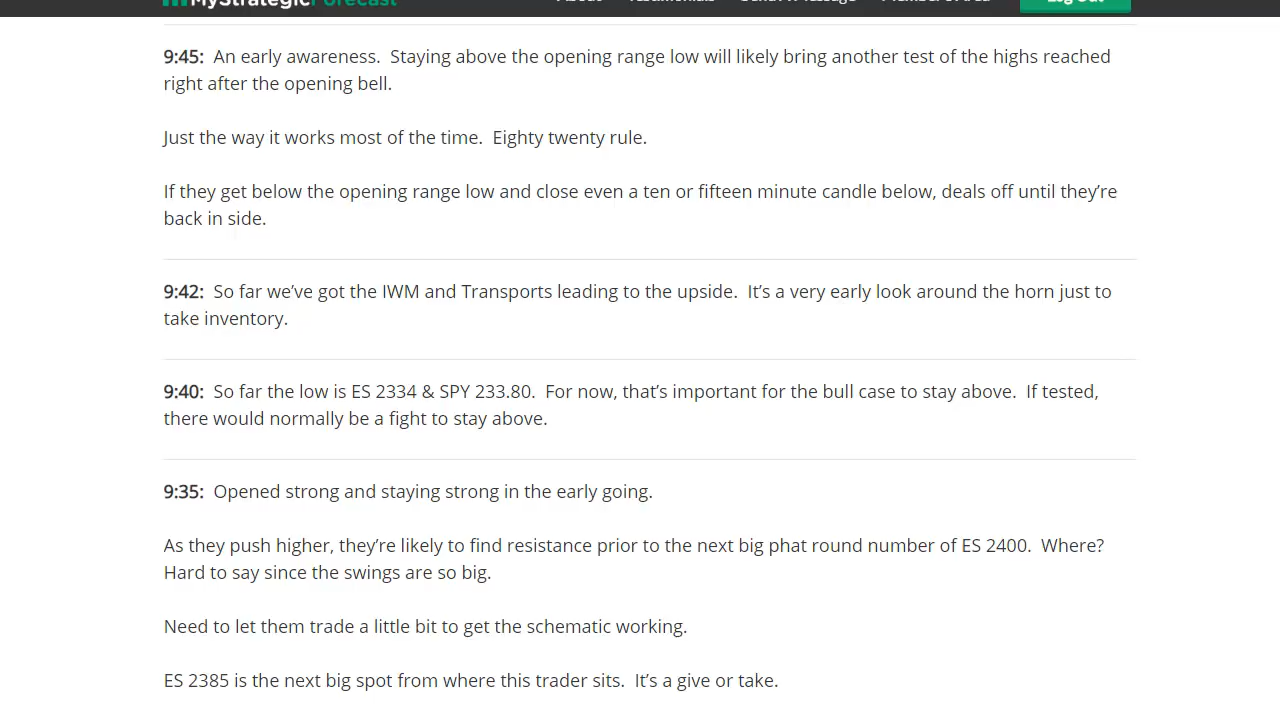 MyStrategicForecast About Testimonials Send A Message Member's Area Log Out
9:45:  An early awareness.  Staying above the opening range low will likely bring another test of the highs reached
right after the opening bell.
Just the way it works most of the time.  Eighty twenty rule.
If they get below the opening range low and close even a ten or fifteen minute candle below, deals off until they’re
back in side.
9:42:  So far we’ve got the IWM and Transports leading to the upside.  It’s a very early look around the horn just to
take inventory.
9:40:  So far the low is ES 2334 & SPY 233.80.  For now, that’s important for the bull case to stay above.  If tested,
there would normally be a fight to stay above.
9:35:  Opened strong and staying strong in the early going.
As they push higher, they’re likely to find resistance prior to the next big phat round number of ES 2400.  Where?
Hard to say since the swings are so big.
Need to let them trade a little bit to get the schematic working.
ES 2385 is the next big spot from where this trader sits.  It’s a give or take.